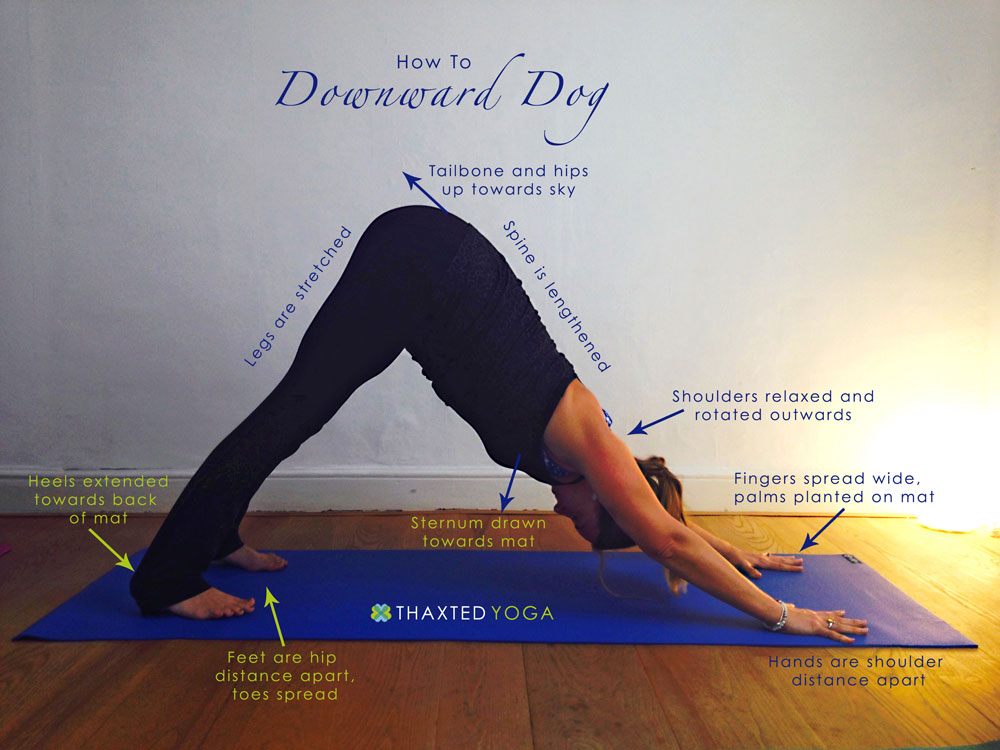 How To
Downward Dog
Tailbone and hips
up towards sky
Legs are stretched
Spine is lengthened
Shoulders relaxed and
rotated outwards
Heels extended
towards back
of mat
Fingers spread wide,
palms planted on mat
Sternum drawn
towards mat
THAXTED YOGA
Feet are hip
distance apart,
toes spread
Hands are shoulder
distance apart